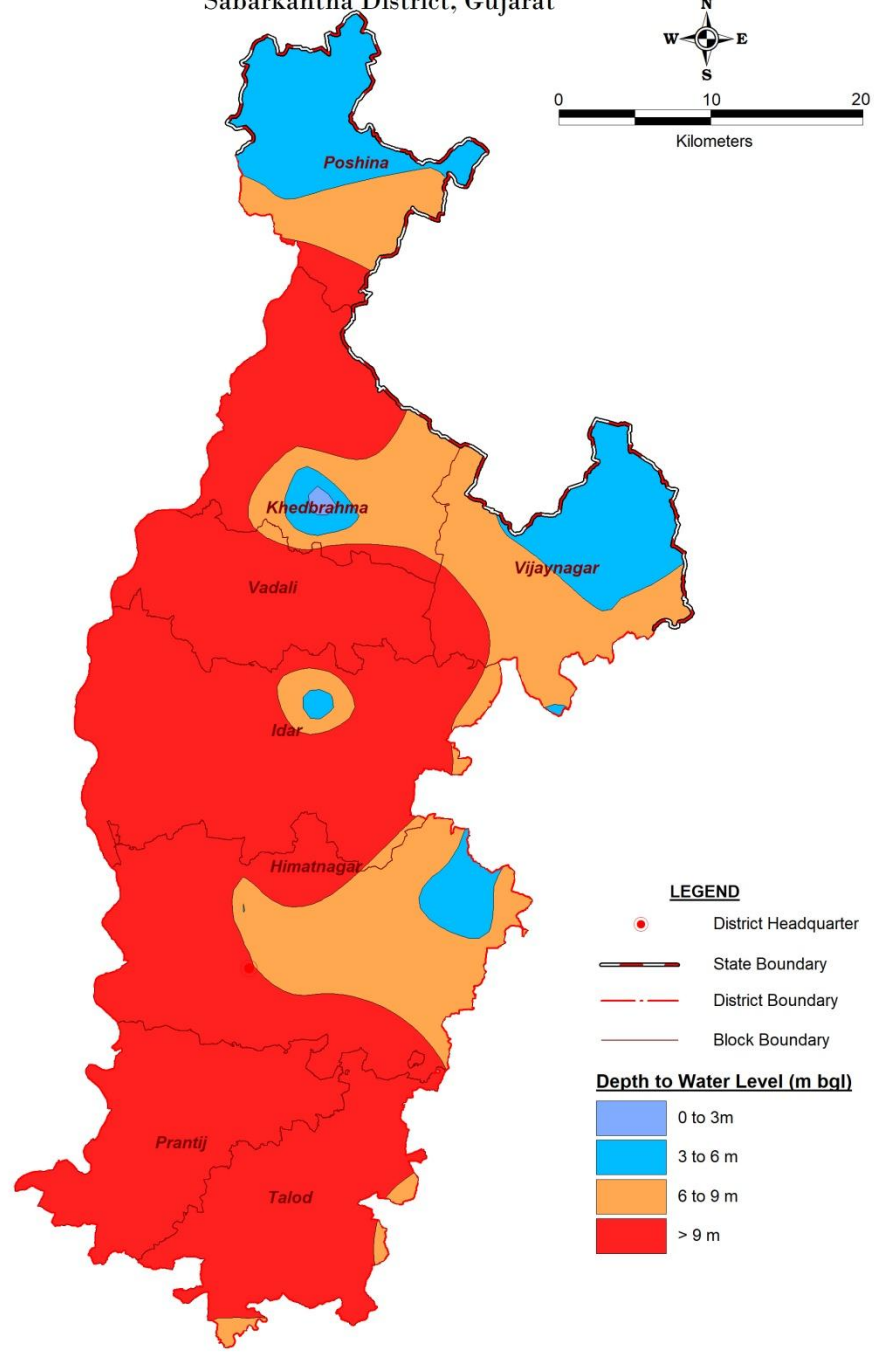 Sabarkantha District, Gujarat
N
W E
S
0 10 20
Kilometers
Poshina
Khedbrahma
Vijaynagar
Vadali
Idar
Himatnagar
LEGEND
District Headquarter
State Boundary
District Boundary
Block Boundary
Depth to Water Level (m bgl)
0 to 3m
3 to 6 m
6 to 9 m
> 9 m
Prantij
Talod